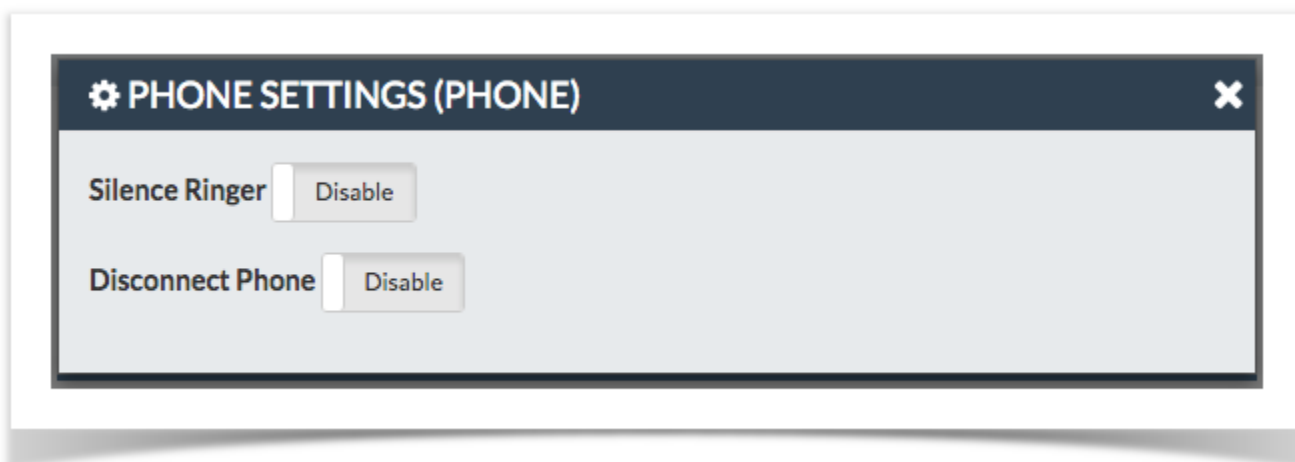 PHONE SETTINGS (PHONE)
Silence Ringer Disable
Disconnect Phone Disable